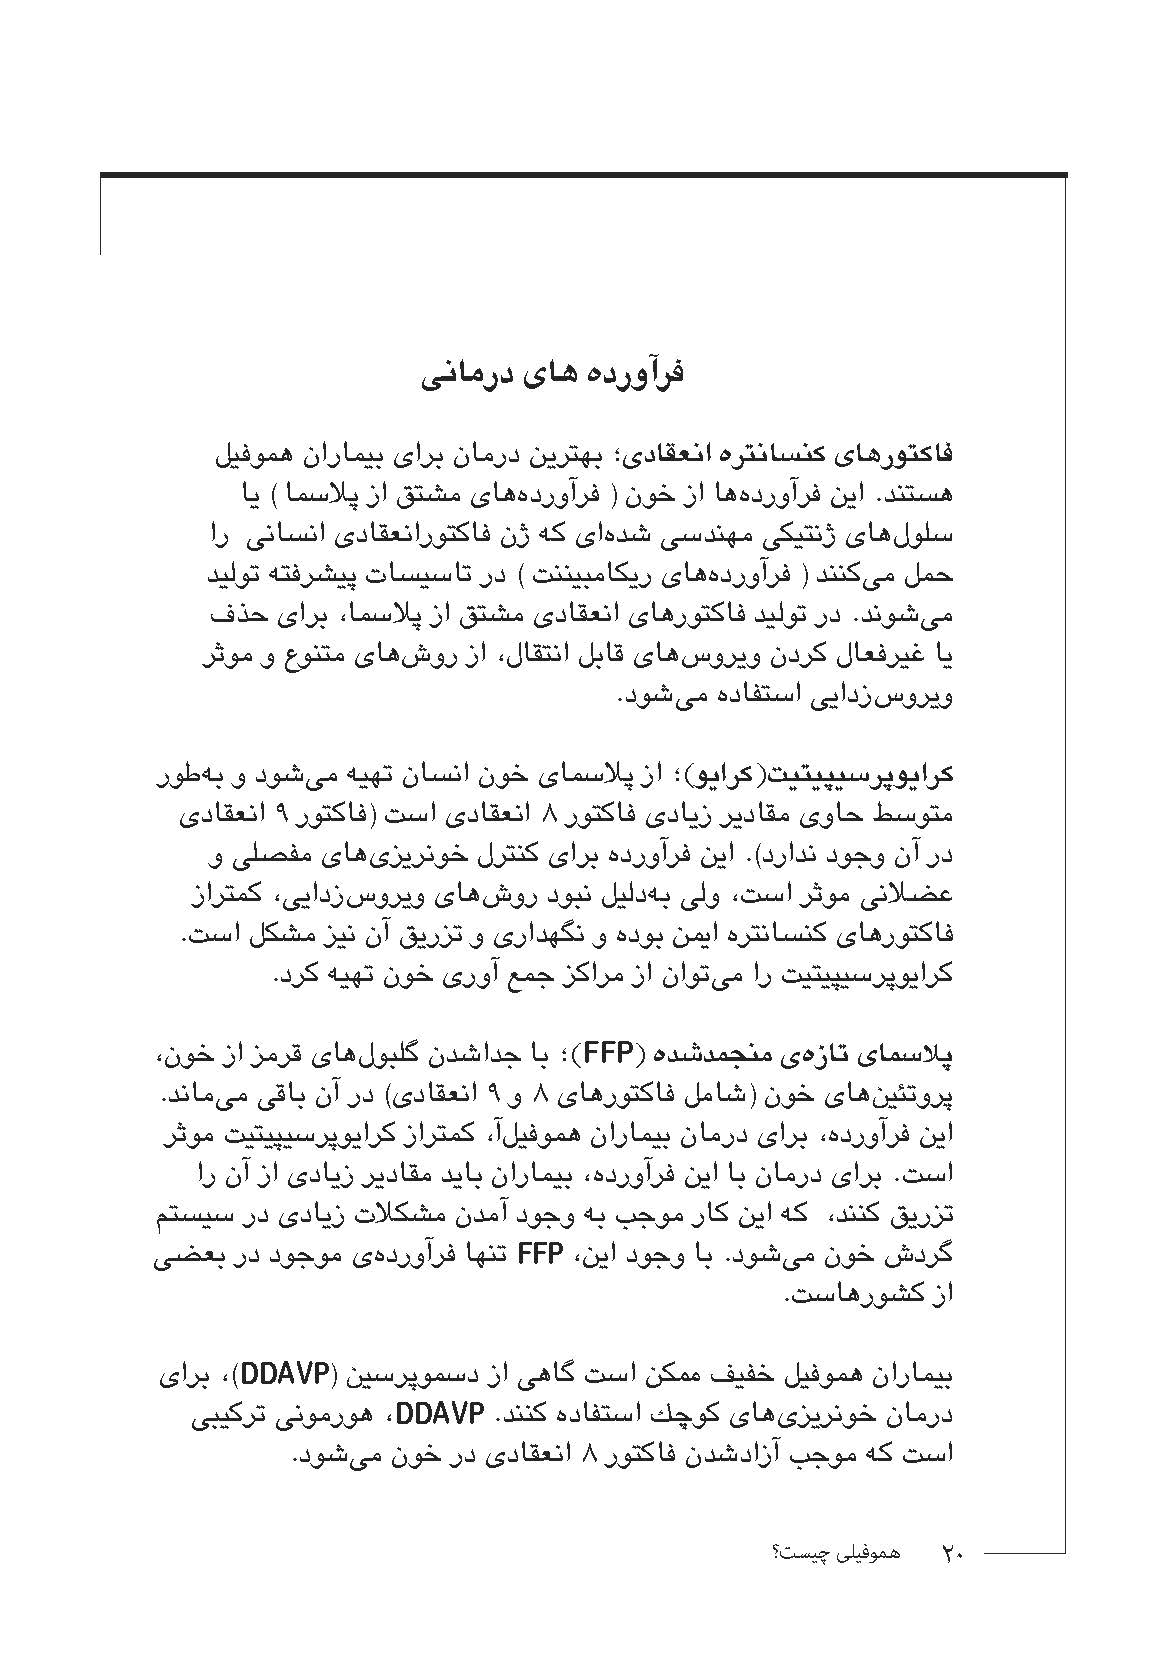 فرآورده های درمانی
فاکتورهای کنسانتره انعقادی؛ بهترین درمان برای بیماران هموفیل
هستند. این فرآورده‌ها از خون ( فرآورده‌های مشتق از پلاسما ) یا
سلول‌های ژنتیکی مهندسی شده‌ای که ژن فاکتورانعقادی انسانی را
حمل می‌کنند ( فرآورده‌های ریکامبیننت ) در تاسیسات پیشرفته تولید
می‌شوند. در تولید فاکتورهای انعقادی مشتق از پلاسما، برای حذف
یا غیرفعال کردن ویروس‌های قابل انتقال، از روش‌های متنوع و موثر
ویروس‌زدایی استفاده می‌شود.
کرایوپرسیپیتیت(کرایو)؛ از پلاسمای خون انسان تهیه می‌شود و به‌طور
متوسط حاوی مقادیر زیادی فاکتور ۸ انعقادی است (فاکتور ۹ انعقادی
در آن وجود ندارد). این فرآورده برای کنترل خونریزی‌های مفصلی و
عضلانی موثر است، ولی به‌دلیل نبود روش‌های ویروس‌زدایی، کمتراز
فاکتورهای کنسانتره ایمن بوده و نگهداری و تزریق آن نیز مشکل است.
کرایوپرسیپیتیت را می‌توان از مراکز جمع آوری خون تهیه کرد.
پلاسمای تازه‌ی منجمدشده (FFP)؛ با جداشدن گلبول‌های قرمز از خون،
پروتئین‌های خون (شامل فاکتورهای ۸ و ۹ انعقادی) در آن باقی می‌ماند.
این فرآورده، برای درمان بیماران هموفیل‌آ، کمتراز کرایوپرسیپیتیت موثر
است. برای درمان با این فرآورده، بیماران باید مقادیر زیادی از آن را
تزریق کنند، که این کار موجب به وجود آمدن مشکلات زیادی در سیستم
گردش خون می‌شود. با وجود این، FFP تنها فرآورده‌ی موجود در بعضی
از کشورهاست.
بیماران هموفیل خفیف ممکن است گاهی از دسموپرسین (DDAVP)، برای
درمان خونریزی‌های کوچك استفاده کنند. DDAVP، هورمونی ترکیبی
است که موجب آزادشدن فاکتور ۸ انعقادی در خون می‌شود.
۲۰ هموفیلی چیست؟